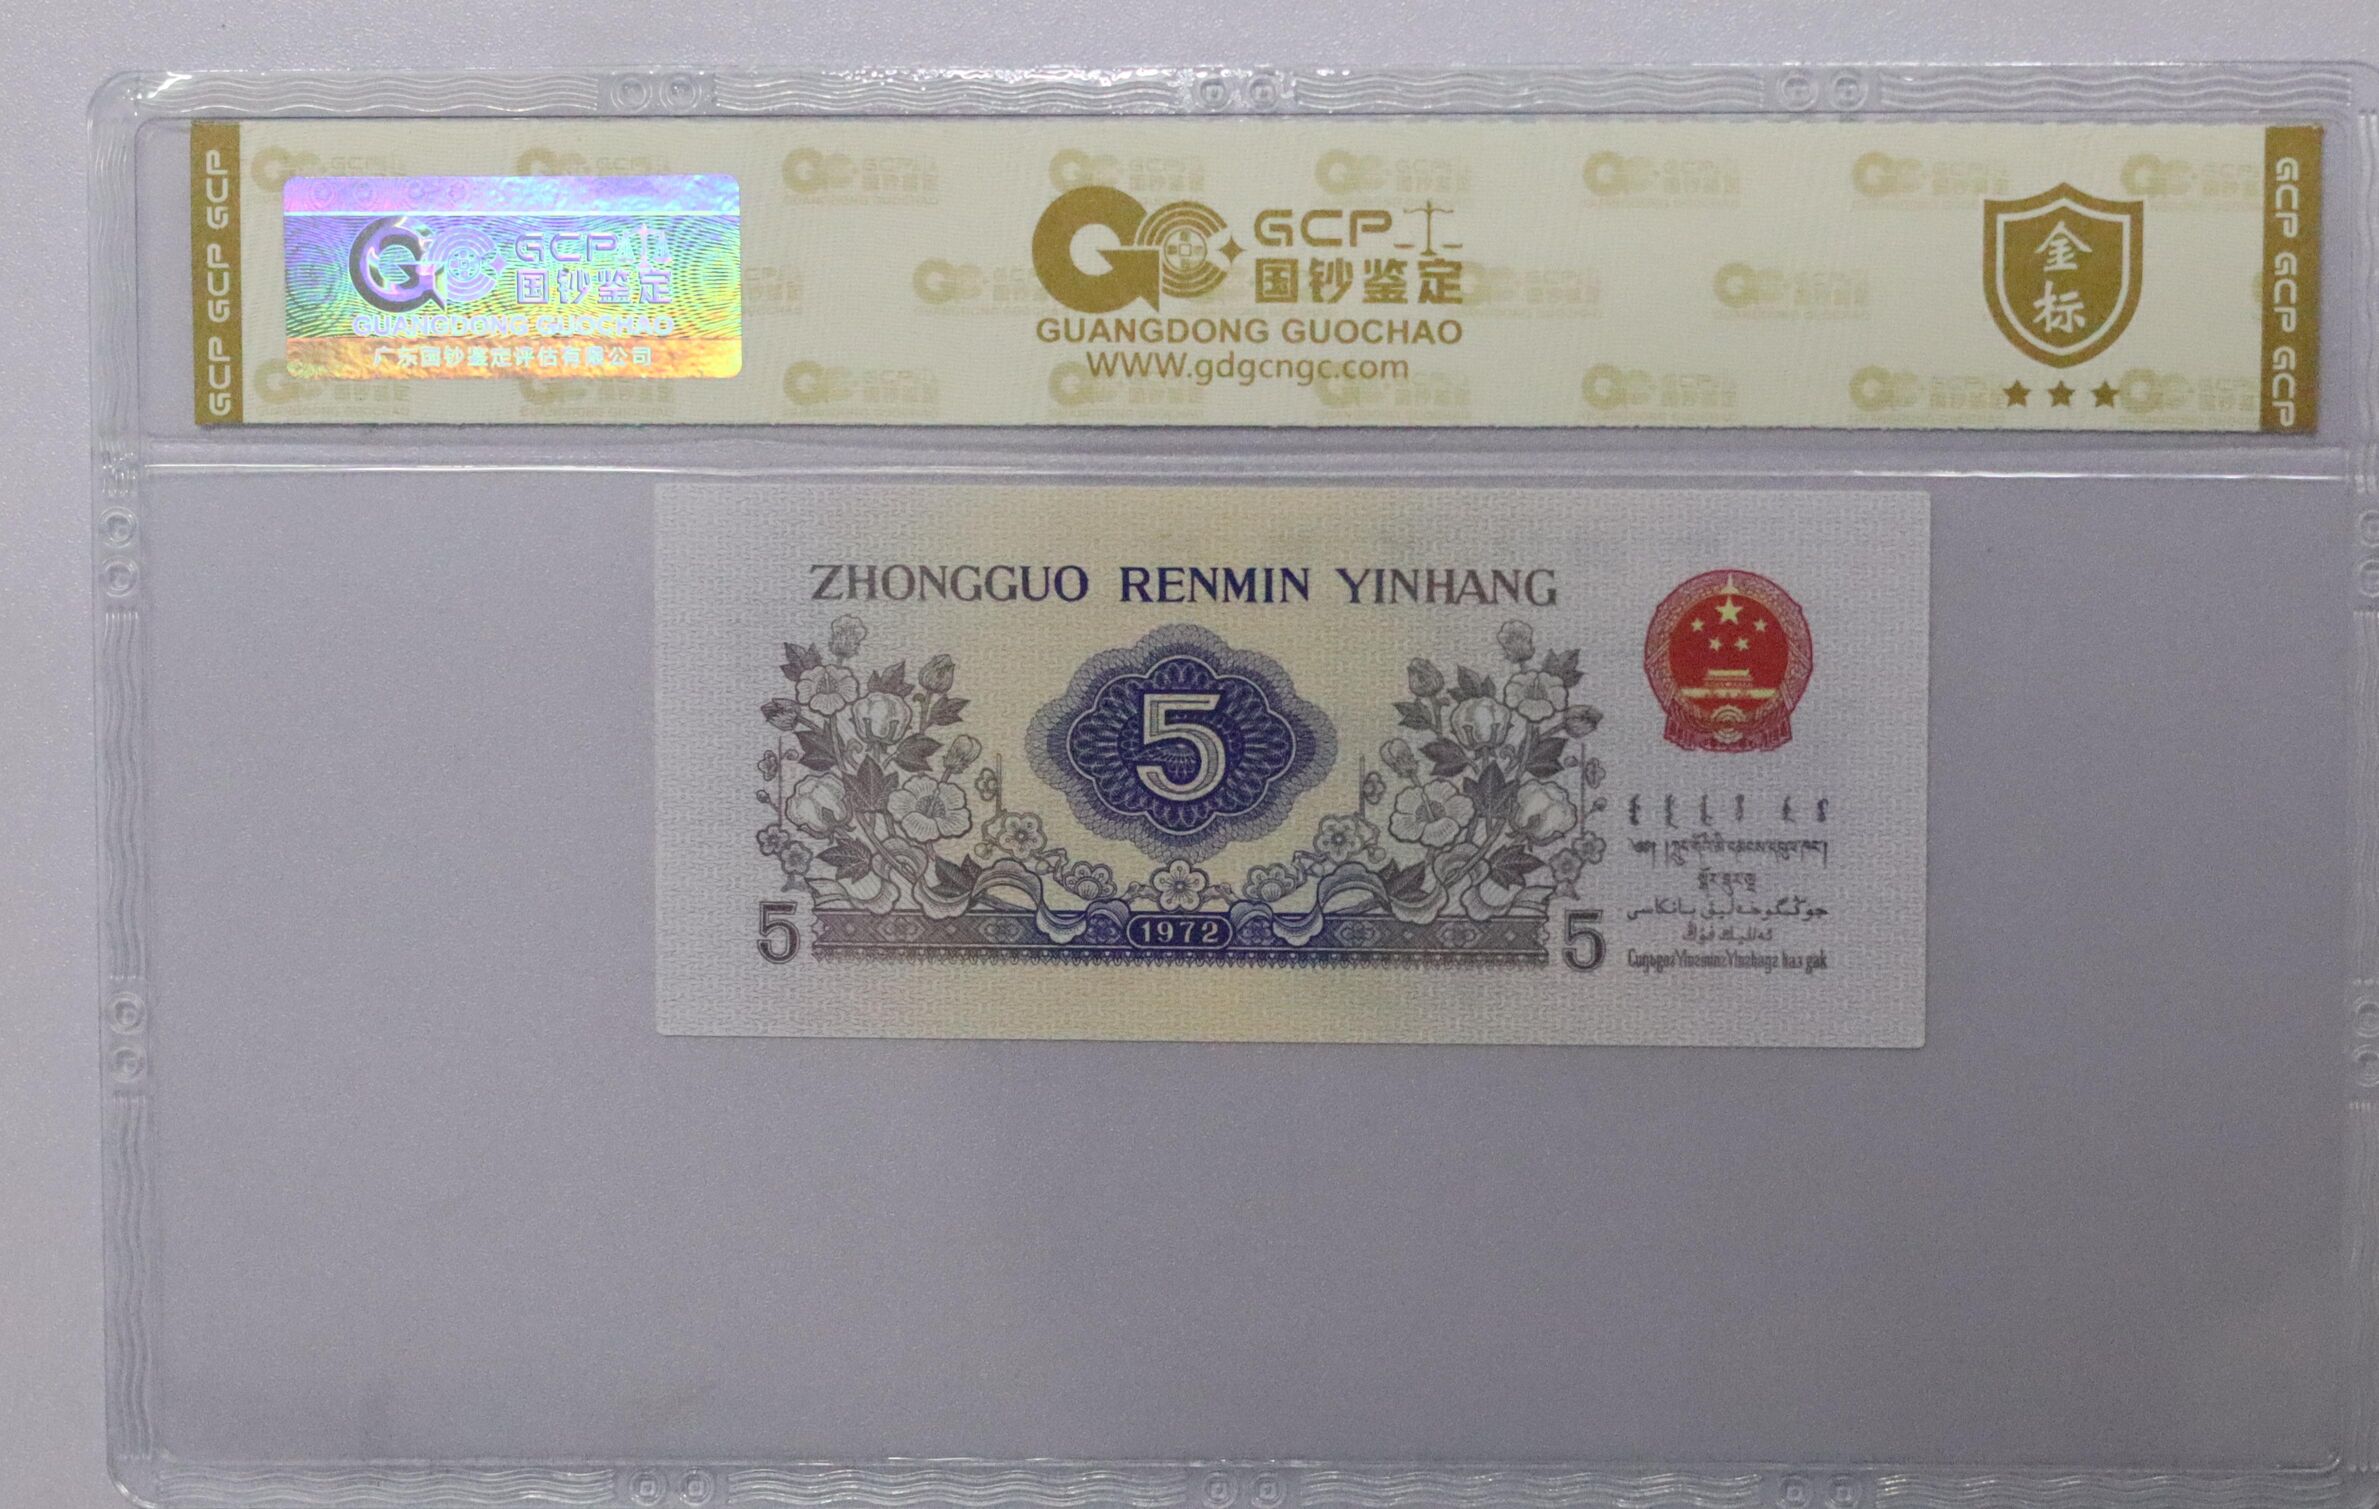 GCP GCP GCP
GCP
国钞鉴定
GUANGDONG GUOCHAO
广东国钞鉴定评估有限公司
GCP
国钞鉴定
GUANGDONG GUOCHAO
WWW.gdgcngc.com
金
标
GCP GCP GCP
ZHONGGUO RENMIN YINHANG
5
5
1972
5